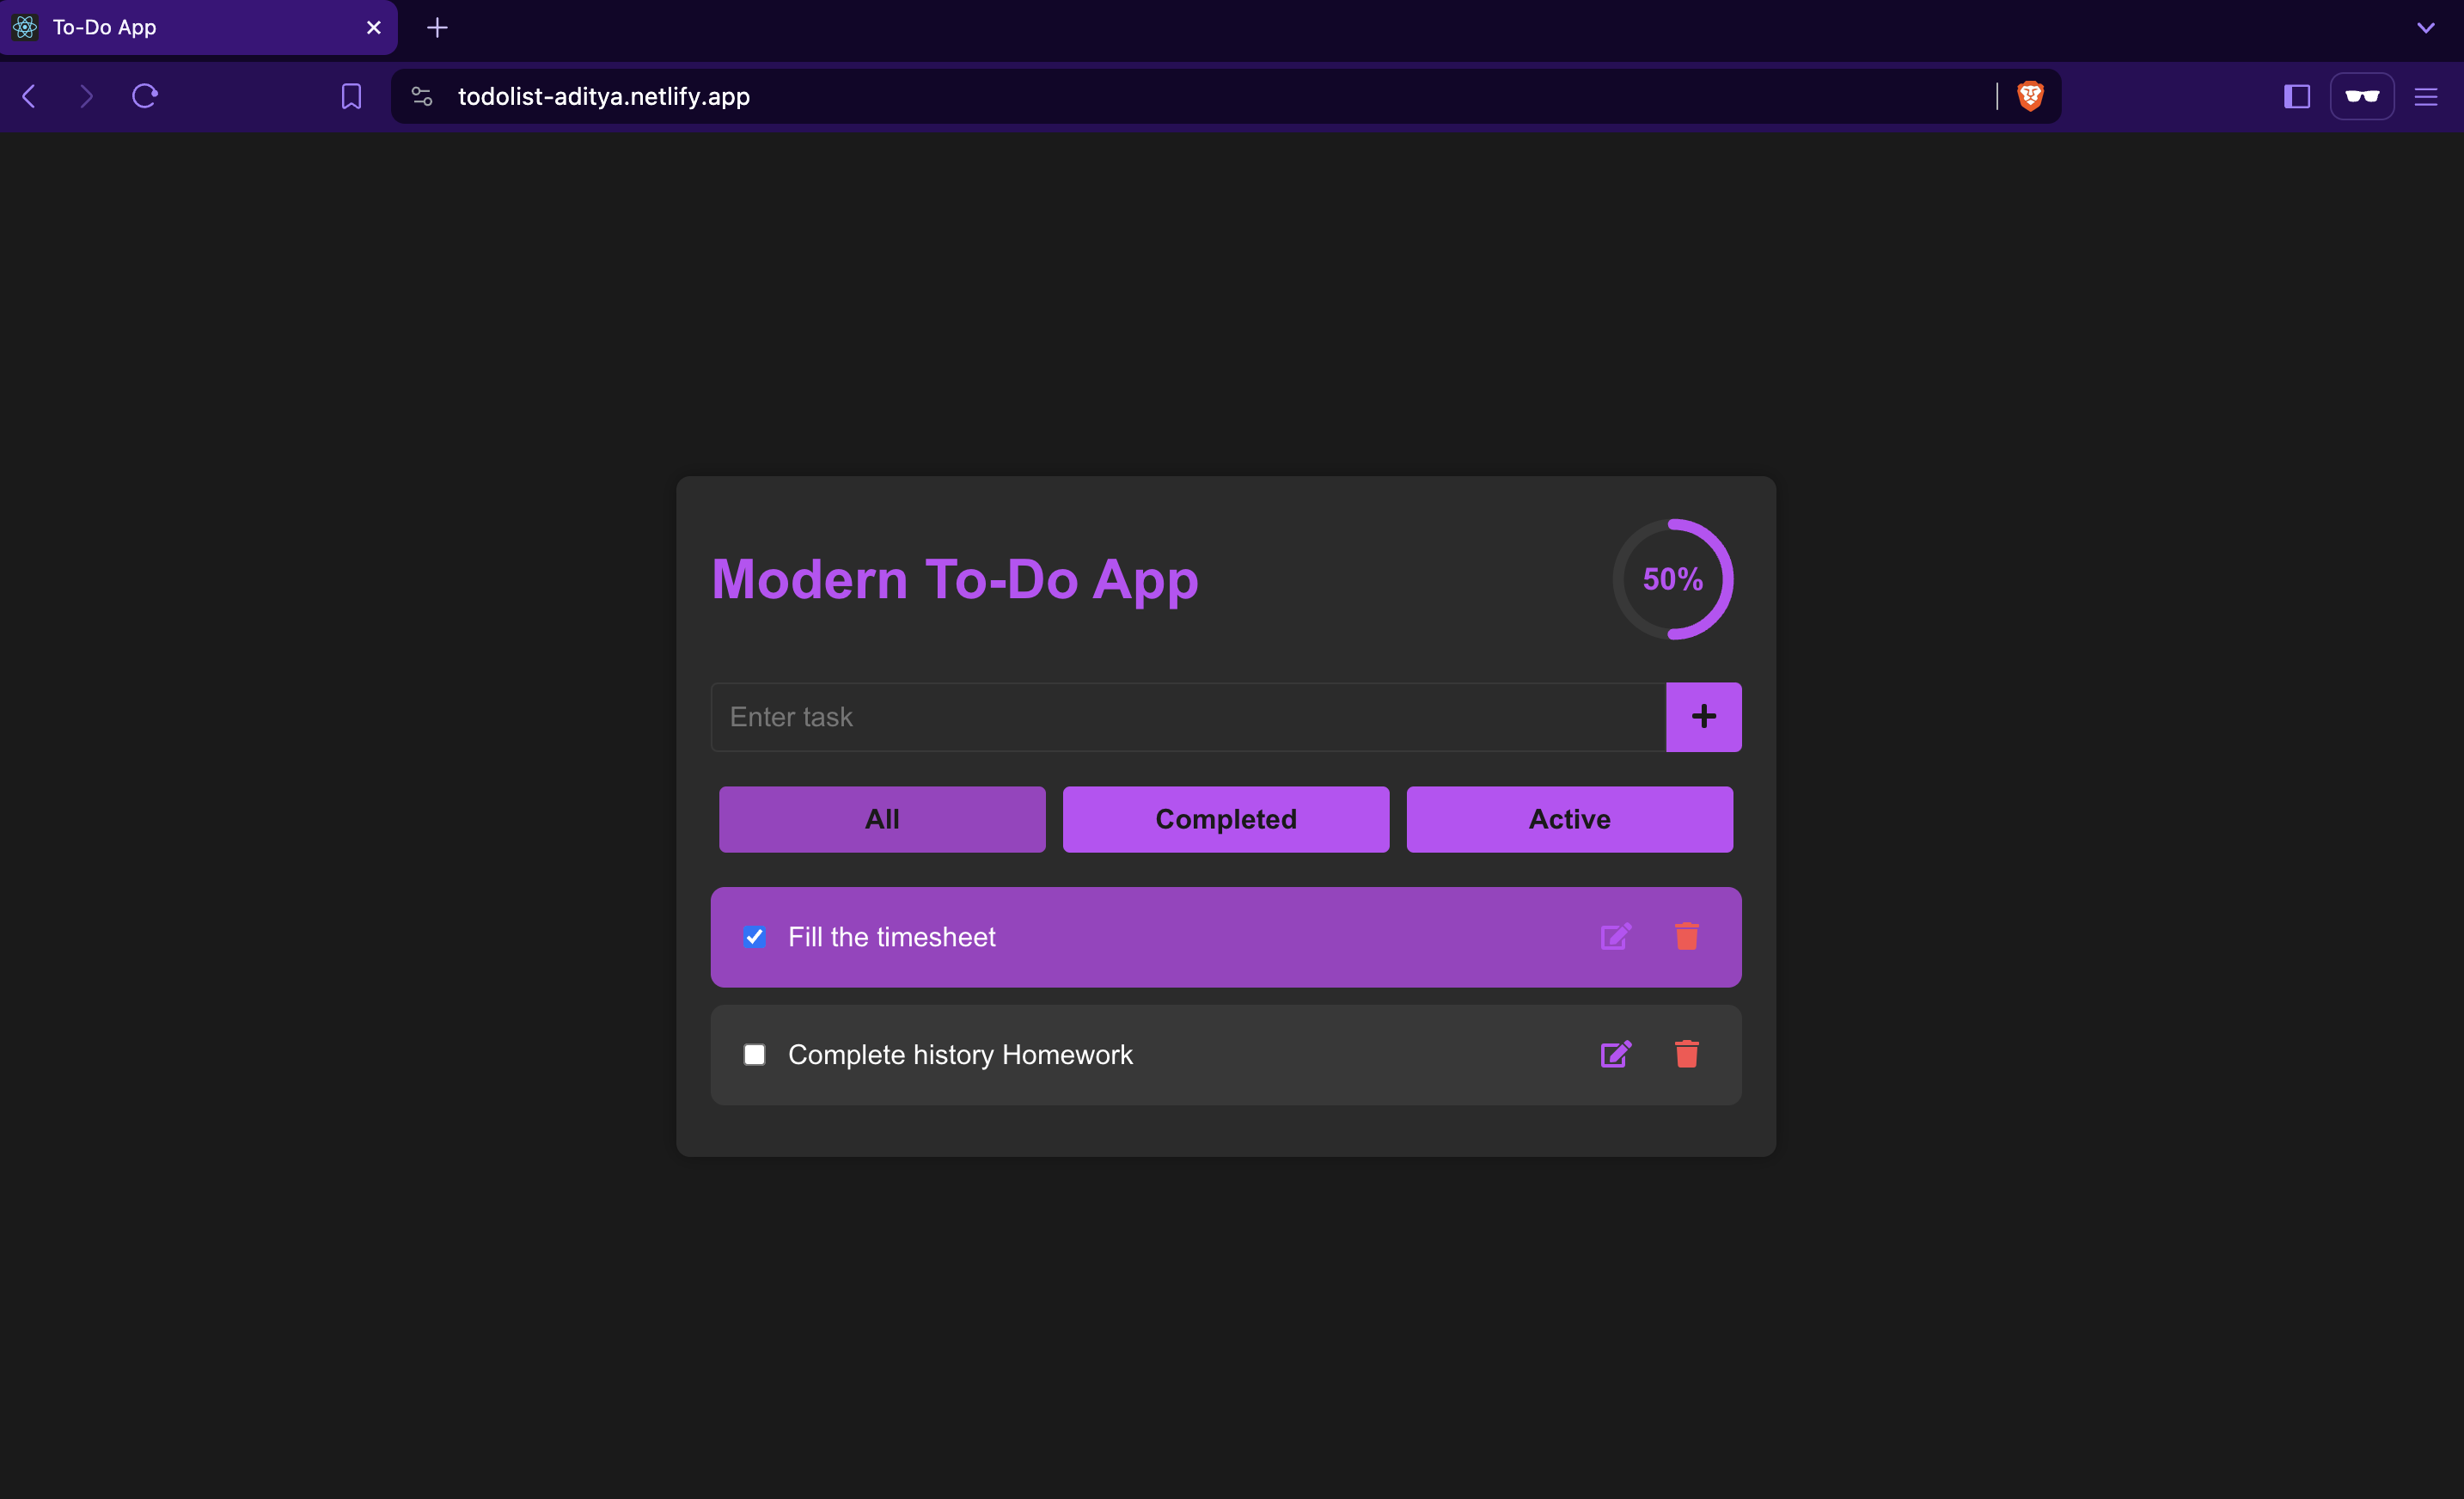 To-Do App
todolist-aditya.netlify.app
Modern To-Do App
50%
Enter task
All
Completed
Active
Fill the timesheet
Complete history Homework